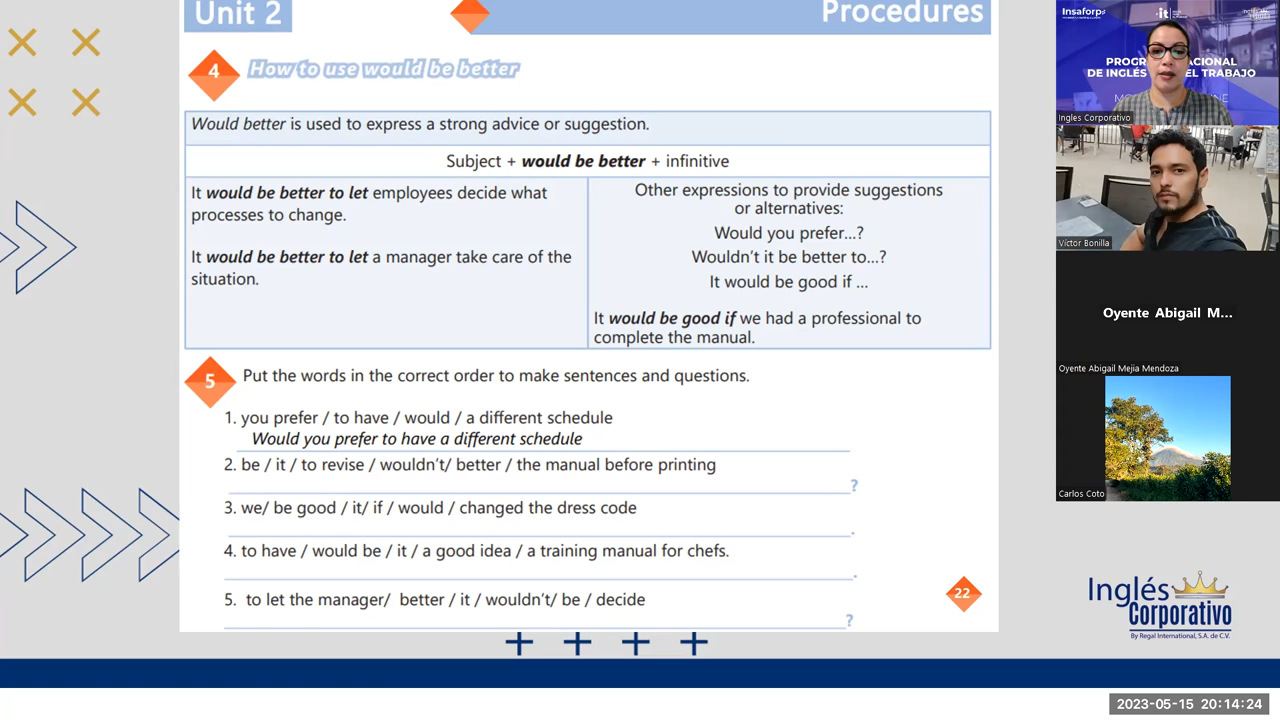 Unit 2
Procedures
4
How to use would be better
Would better is used to express a strong advice or suggestion.
Subject + would be better + infinitive
It would be better to let employees decide what
processes to change.
It would be better to let a manager take care of the
situation.
Other expressions to provide suggestions
or alternatives:
Would you prefer...?
Wouldn't it be better to...?
It would be good if ...
It would be good if we had a professional to
complete the manual.
5
Put the words in the correct order to make sentences and questions.
1. you prefer / to have / would / a different schedule
Would you prefer to have a different schedule
2. be / it / to revise / wouldn't/ better / the manual before printing
?
3. we/ be good / it/ if / would / changed the dress code
.
4. to have / would be / it / a good idea / a training manual for chefs.
.
5. to let the manager/ better / it / wouldn't/ be / decide
?
22
Insaforp
Ingles Corporativo
Víctor Bonilla
Oyente Abigail M...
Oyente Abigail Mejia Mendoza
Carlos Coto
Inglés
Corporativo
By Regal International, S.A. de C.V.
2023-05-15 20:14:24